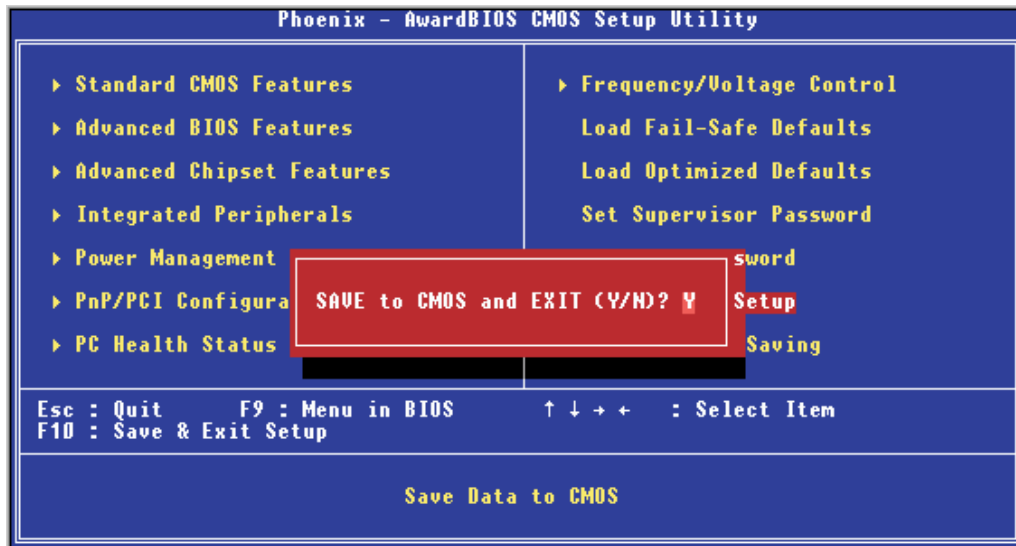 Phoenix - AwardBIOS CMOS Setup Utility
Standard CMOS Features
Advanced BIOS Features
Advanced Chipset Features
Integrated Peripherals
Power Management
PnP/PCI Configura
PC Health Status
Frequency/Voltage Control
Load Fail-Safe Defaults
Load Optimized Defaults
Set Supervisor Password
sword
Setup
Saving
SAVE to CMOS and EXIT (Y/N)? Y
Esc : Quit F9 : Menu in BIOS ↑ ↓ → ← : Select Item
F10 : Save & Exit Setup
Save Data to CMOS